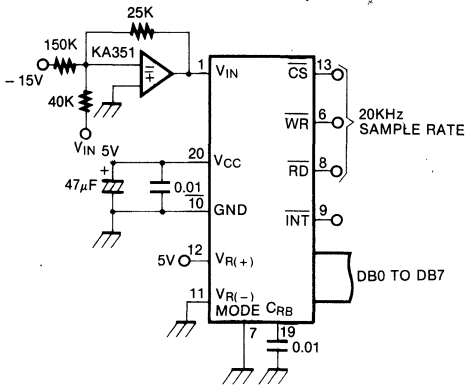 25K
150K
KA351
−15V
40K
VIN
1
VIN
CS
13
WR
6
20KHz
SAMPLE RATE
RD
8
5V
20
VCC
+
47μF
0.01
10
GND
INT
9
5V
12
VR(+)
DB0 TO DB7
11
VR(−)
MODE
CRB
7
19
0.01